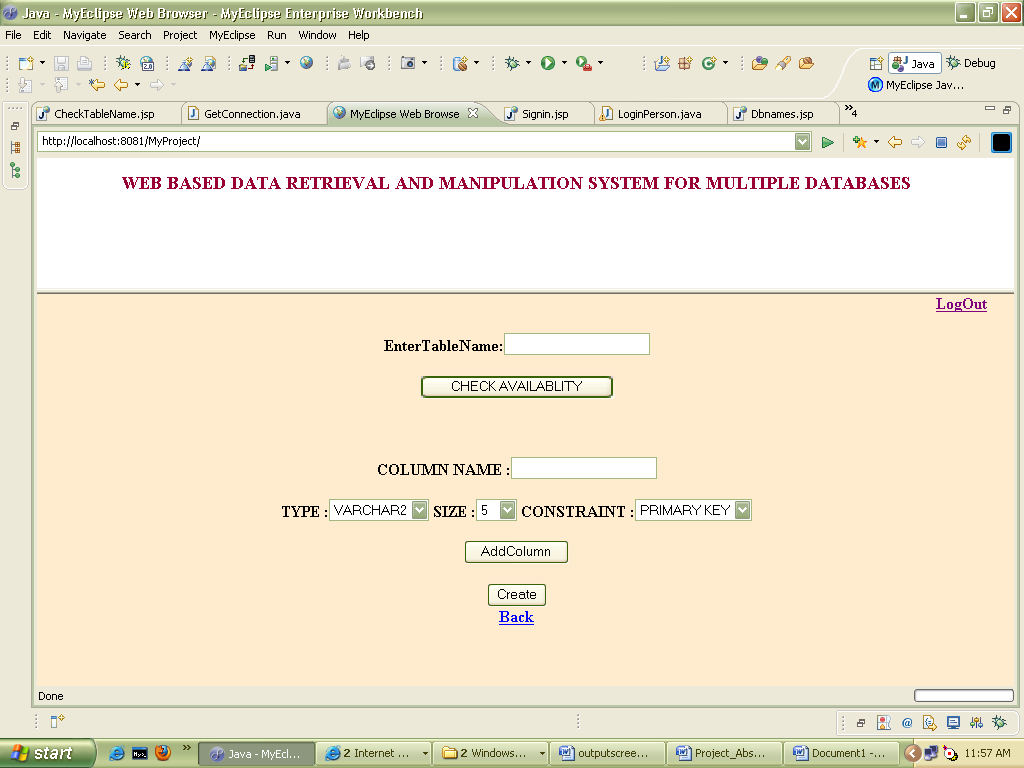 Java - MyEclipse Web Browser - MyEclipse Enterprise Workbench
File Edit Navigate Search Project MyEclipse Run Window Help
Java Debug
MyEclipse Jav...
CheckTableName.jsp GetConnection.java MyEclipse Web Browse Signin.jsp LoginPerson.java Dbnames.jsp »4
http://localhost:8081/MyProject/
WEB BASED DATA RETRIEVAL AND MANIPULATION SYSTEM FOR MULTIPLE DATABASES
LogOut
EnterTableName:
CHECK AVAILABLITY
COLUMN NAME :
TYPE : VARCHAR2 SIZE : 5 CONSTRAINT : PRIMARY KEY
AddColumn
Create
Back
Done
start » Java - MyEcl... 2 Internet ... 2 Windows... outputscree... Project_Abs... Document1 -... 11:57 AM